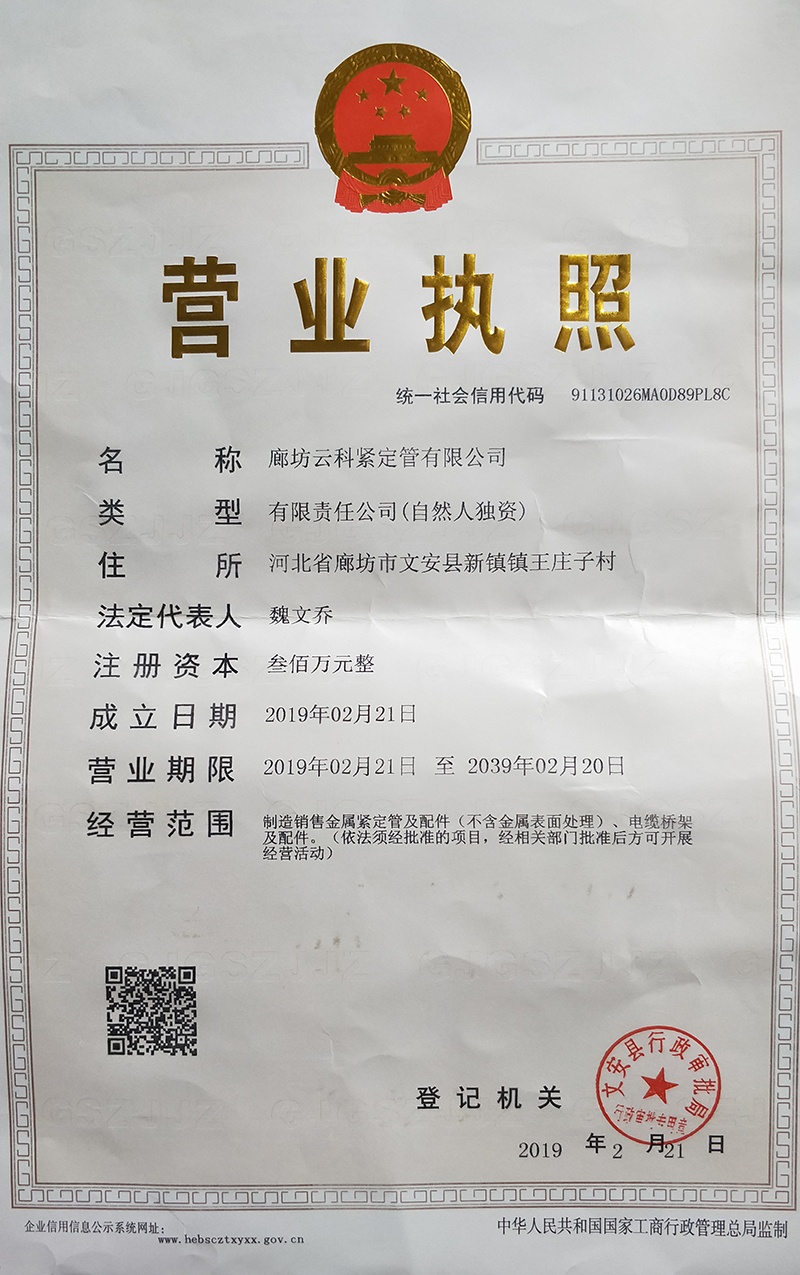 营业执照
统一社会信用代码 91131026MA0D89PL8C
名称 廊坊云科紧定管有限公司
类型 有限责任公司(自然人独资)
住所 河北省廊坊市文安县新镇镇王庄子村
法定代表人 魏文乔
注册资本 叁佰万元整
成立日期 2019年02月21日
营业期限 2019年02月21日 至 2039年02月20日
经营范围 制造销售金属紧定管及配件（不含金属表面处理）、电缆桥架
及配件。（依法须经批准的项目，经相关部门批准后方可开展
经营活动）
文安县行政审批局
行政审批专用章
登记机关
2019 年 2 月 21 日
企业信用信息公示系统网址：
www.hebscztxyxx.gov.cn
中华人民共和国国家工商行政管理总局监制